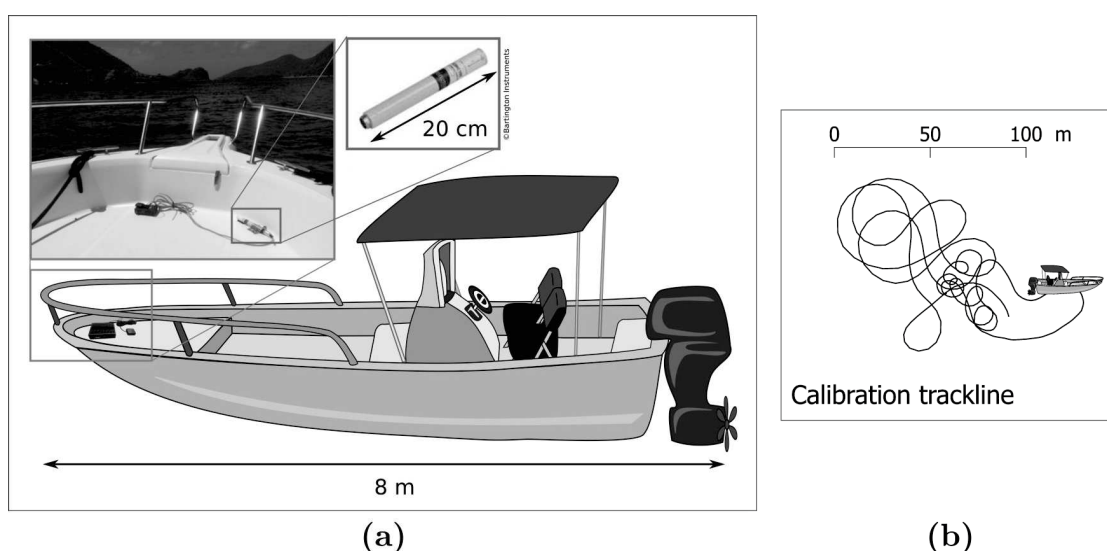 ©Bartington Instruments
20 cm
8 m
(a)
0 50 100 m
Calibration trackline
(b)